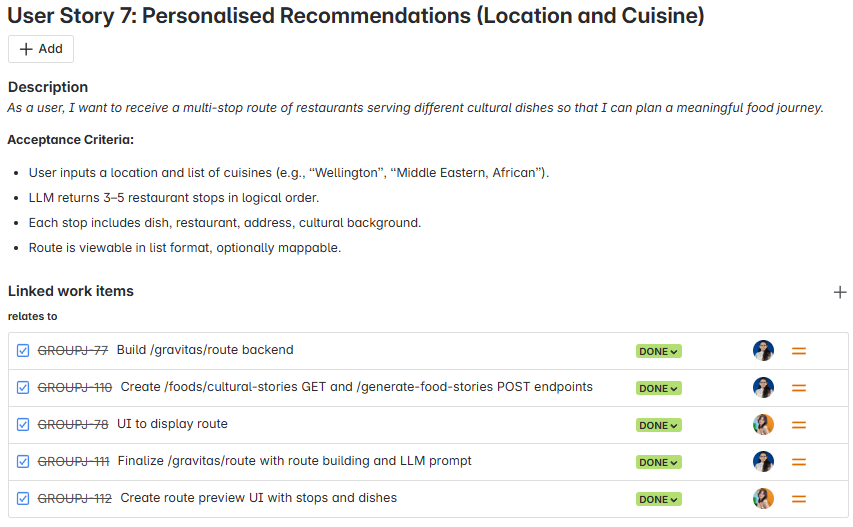 User Story 7: Personalised Recommendations (Location and Cuisine)
Add
Description
As a user, I want to receive a multi-stop route of restaurants serving different cultural dishes so that I can plan a meaningful food journey.
Acceptance Criteria:
• User inputs a location and list of cuisines (e.g., “Wellington”, “Middle Eastern, African”).
• LLM returns 3–5 restaurant stops in logical order.
• Each stop includes dish, restaurant, address, cultural background.
• Route is viewable in list format, optionally mappable.
Linked work items
relates to
GROUPJ-77 Build /gravitas/route backend DONE
GROUPJ-110 Create /foods/cultural-stories GET and /generate-food-stories POST endpoints DONE
GROUPJ-78 UI to display route DONE
GROUPJ-111 Finalize /gravitas/route with route building and LLM prompt DONE
GROUPJ-112 Create route preview UI with stops and dishes DONE